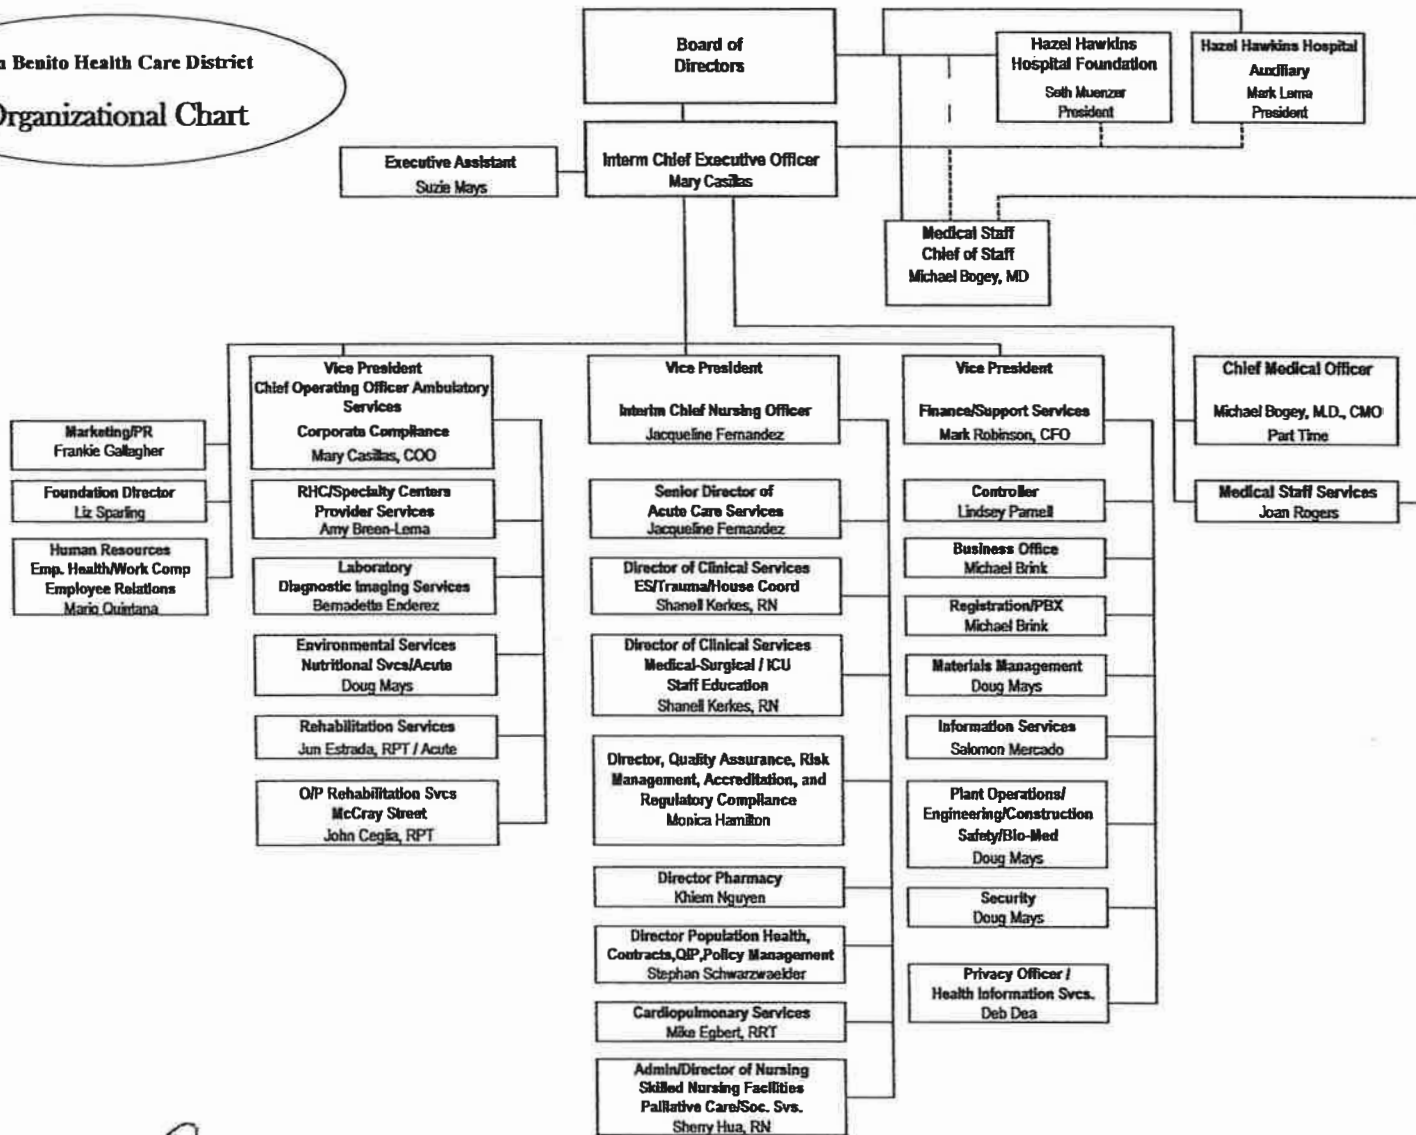 n Benito Health Care District
Organizational Chart
Board of
Directors
Hazel Hawkins
Hospital Foundation
Seth Muenzer
President
Hazel Hawkins Hospital
Auxiliary
Mark Lema
President
Executive Assistant
Suzie Mays
Interm Chief Executive Officer
Mary Casillas
Medical Staff
Chief of Staff
Michael Bogey, MD
Marketing/PR
Frankie Gallagher
Foundation Director
Liz Sparling
Human Resources
Emp. Health/Work Comp
Employee Relations
Mario Quintana
Vice President
Chief Operating Officer Ambulatory
Services
Corporate Compliance
Mary Casillas, COO
RHC/Specialty Centers
Provider Services
Amy Breen-Lema
Laboratory
Diagnostic Imaging Services
Bernadette Enderez
Environmental Services
Nutritional Svcs/Acute
Doug Mays
Rehabilitation Services
Jun Estrada, RPT / Acute
O/P Rehabilitation Svcs
McCray Street
John Ceglia, RPT
Vice President
Interim Chief Nursing Officer
Jacqueline Fernandez
Senior Director of
Acute Care Services
Jacqueline Fernandez
Director of Clinical Services
ES/Trauma/House Coord
Shanell Kerkes, RN
Director of Clinical Services
Medical-Surgical / ICU
Staff Education
Shanell Kerkes, RN
Director, Quality Assurance, Risk
Management, Accreditation, and
Regulatory Compliance
Monica Hamilton
Director Pharmacy
Khiem Nguyen
Director Population Health,
Contracts,QIP,Policy Management
Stephan Schwarzwaelder
Cardiopulmonary Services
Mike Egbert, RRT
Admin/Director of Nursing
Skilled Nursing Facilities
Palliative Care/Soc. Svs.
Sherry Hua, RN
Vice President
Finance/Support Services
Mark Robinson, CFO
Controller
Lindsey Parnell
Business Office
Michael Brink
Registration/PBX
Michael Brink
Materials Management
Doug Mays
Information Services
Salomon Mercado
Plant Operations/
Engineering/Construction
Safety/Bio-Med
Doug Mays
Security
Doug Mays
Privacy Officer /
Health Information Svcs.
Deb Dea
Chief Medical Officer
Michael Bogey, M.D., CMO
Part Time
Medical Staff Services
Joan Rogers